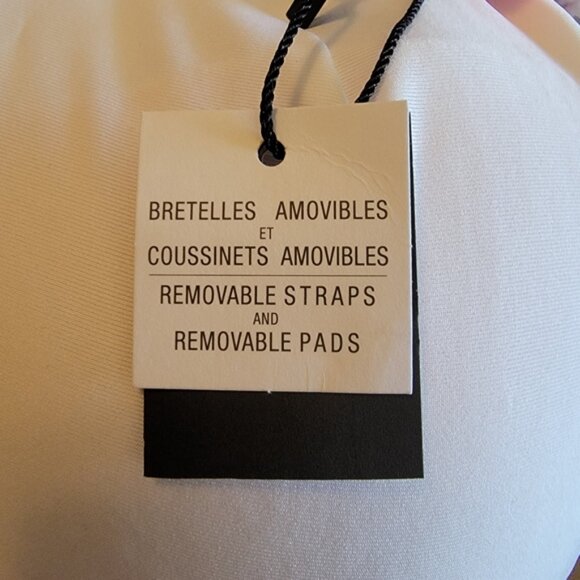 BRETELLES AMOVIBLES
ET
COUSSINETS AMOVIBLES
REMOVABLE STRAPS
AND
REMOVABLE PADS